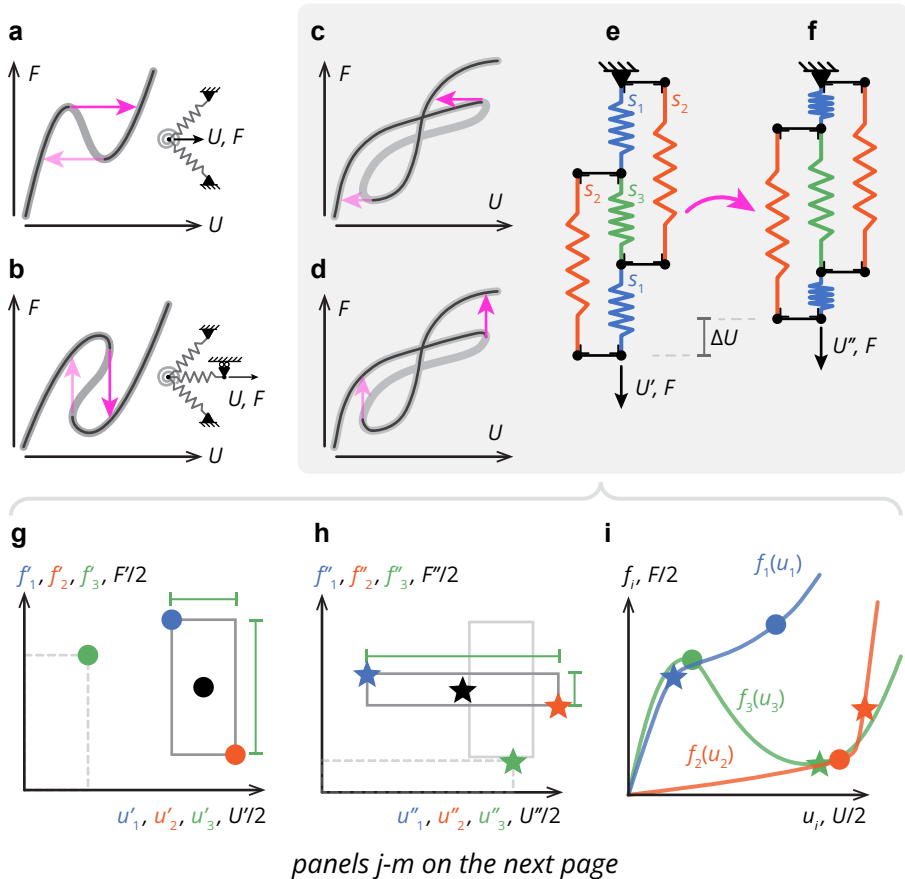 a
F
U, F
U
b
F
U, F
U
c
F
U
d
F
U
e
s₁
s₂
s₂
s₃
s₁
ΔU
U', F
f
U'', F
g
f'₁, f'₂, f'₃, F'/2
u'₁, u'₂, u'₃, U'/2
h
f''₁, f''₂, f''₃, F''/2
u''₁, u''₂, u''₃, U''/2
i
fᵢ, F/2
f₁(u₁)
f₃(u₃)
f₂(u₂)
uᵢ, U/2
panels j-m on the next page